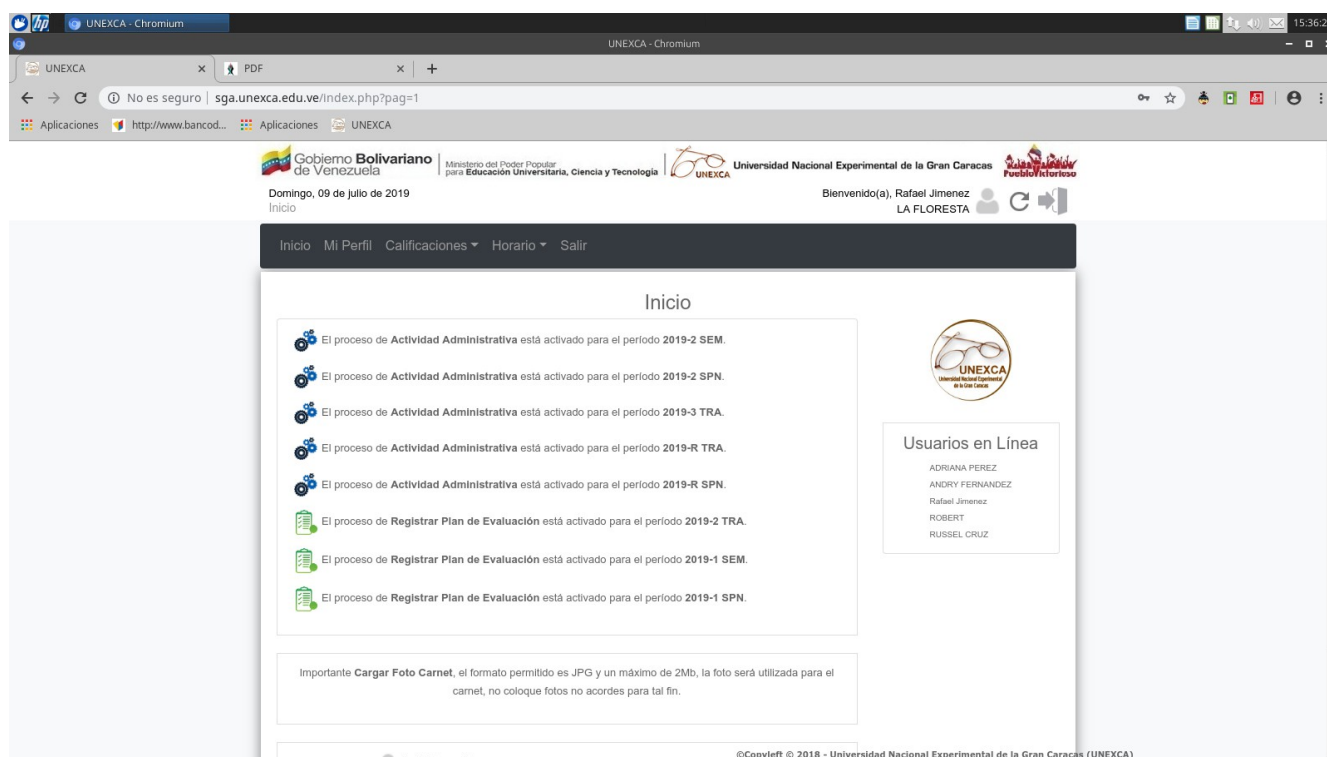 UNEXCA - Chromium
15:36:2
UNEXCA - Chromium
UNEXCA
PDF
No es seguro | sga.unexca.edu.ve/index.php?pag=1
Aplicaciones http://www.bancod... Aplicaciones UNEXCA
Gobierno Bolivariano
de Venezuela
Ministerio del Poder Popular
para Educación Universitaria, Ciencia y Tecnología
UNEXCA
Universidad Nacional Experimental de la Gran Caracas
PuebloVictorioso
Domingo, 09 de julio de 2019
Inicio
Bienvenido(a), Rafael Jimenez
LA FLORESTA
Inicio Mi Perfil Calificaciones Horario Salir
Inicio
El proceso de Actividad Administrativa está activado para el período 2019-2 SEM.
El proceso de Actividad Administrativa está activado para el período 2019-2 SPN.
El proceso de Actividad Administrativa está activado para el período 2019-3 TRA.
El proceso de Actividad Administrativa está activado para el período 2019-R TRA.
El proceso de Actividad Administrativa está activado para el período 2019-R SPN.
El proceso de Registrar Plan de Evaluación está activado para el período 2019-2 TRA.
El proceso de Registrar Plan de Evaluación está activado para el período 2019-1 SEM.
El proceso de Registrar Plan de Evaluación está activado para el período 2019-1 SPN.
UNEXCA
Universidad Nacional Experimental
de la Gran Caracas
Usuarios en Línea
ADRIANA PEREZ
ANDRY FERNANDEZ
Rafael Jimenez
ROBERT
RUSSEL CRUZ
Importante Cargar Foto Carnet, el formato permitido es JPG y un máximo de 2Mb, la foto será utilizada para el
carnet, no coloque fotos no acordes para tal fin.
©Copyleft © 2018 - Universidad Nacional Experimental de la Gran Caracas (UNEXCA)